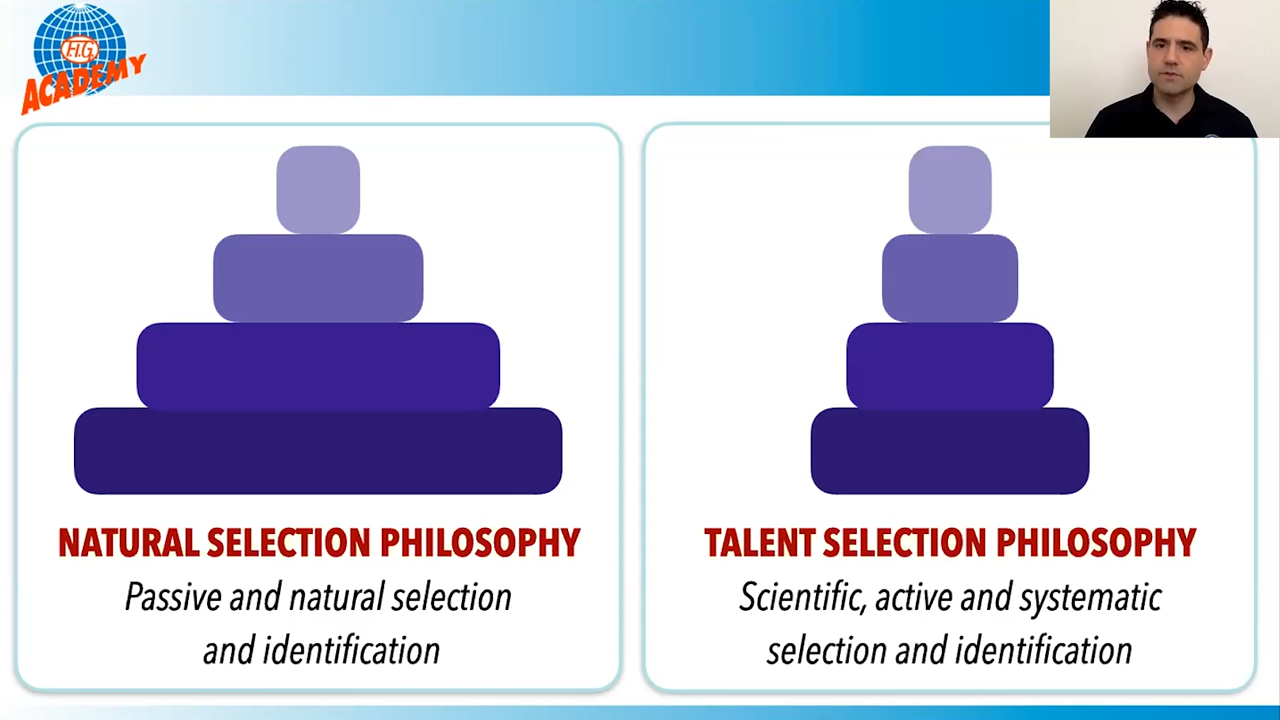 F.I.G.
ACADEMY
NATURAL SELECTION PHILOSOPHY
Passive and natural selection
and identification
TALENT SELECTION PHILOSOPHY
Scientific, active and systematic
selection and identification